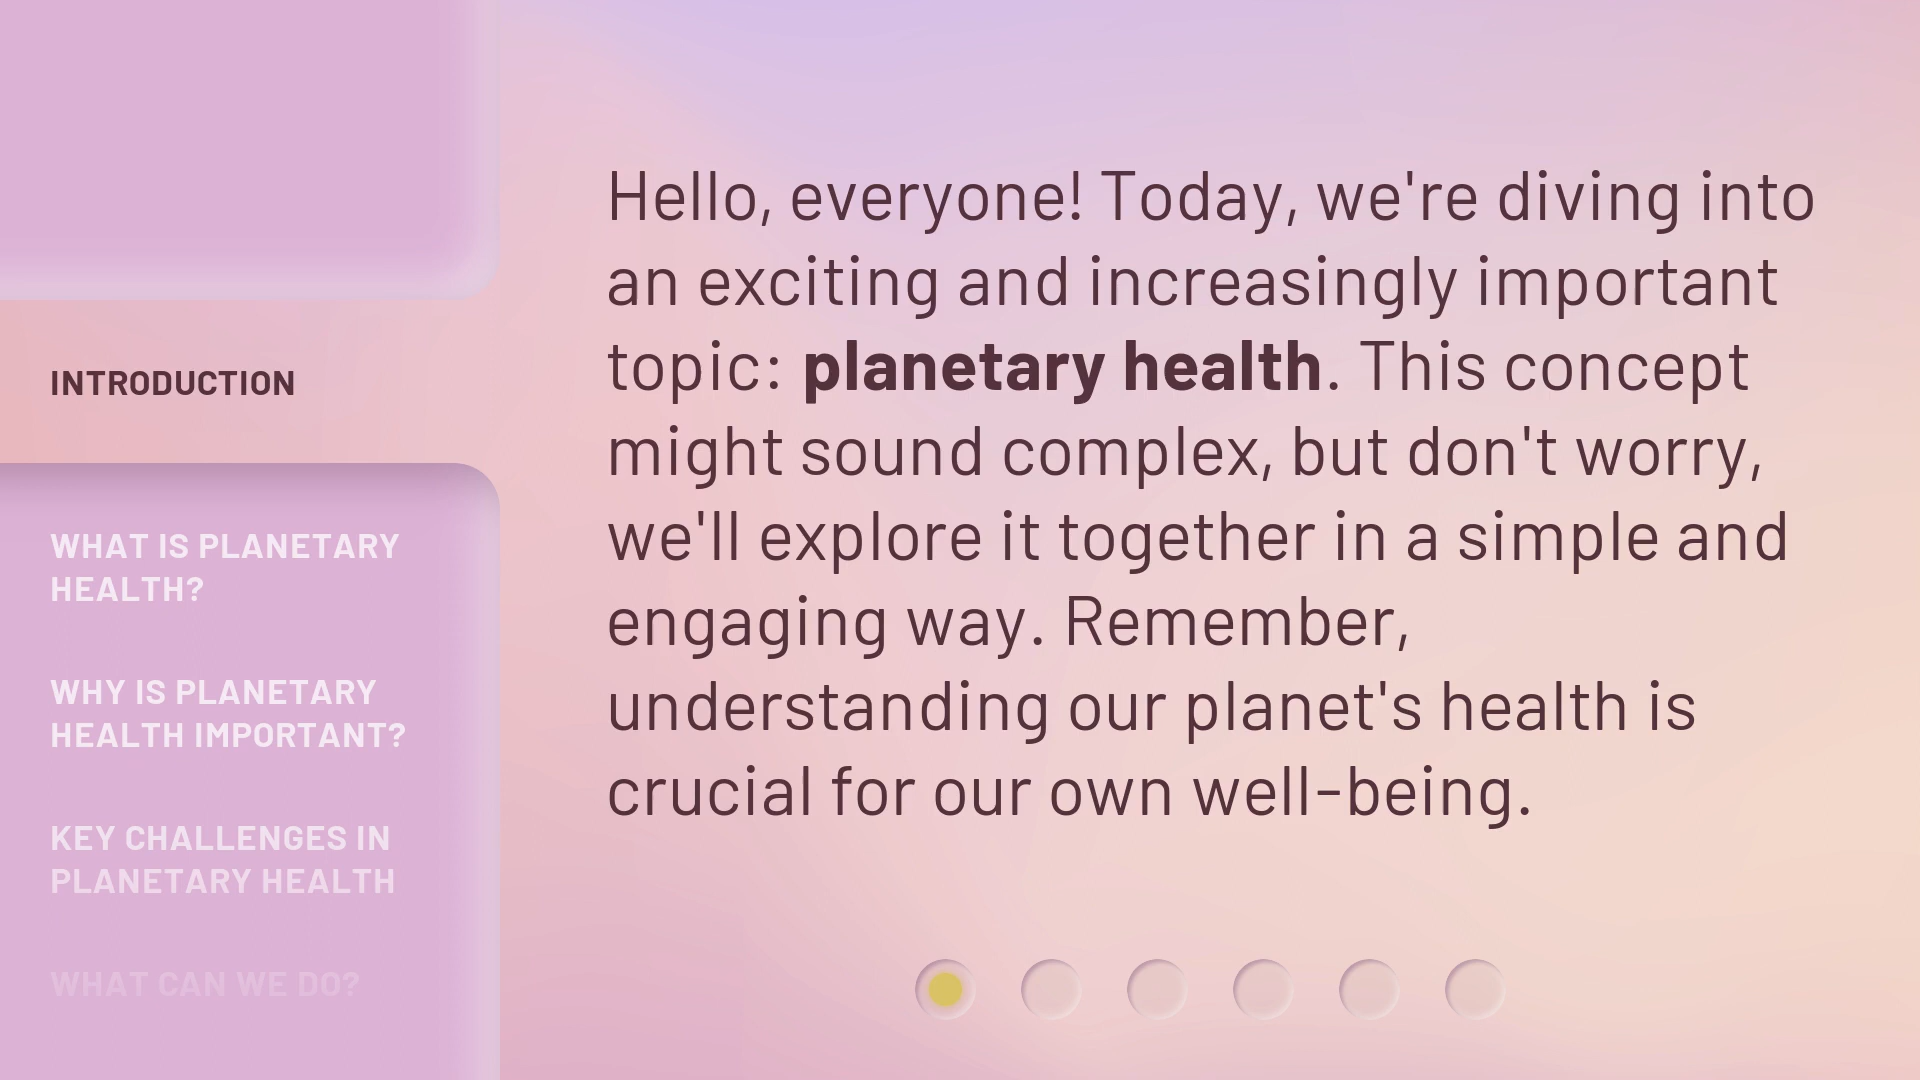 INTRODUCTION
WHAT IS PLANETARY
HEALTH?
WHY IS PLANETARY
HEALTH IMPORTANT?
KEY CHALLENGES IN
PLANETARY HEALTH
WHAT CAN WE DO?
Hello, everyone! Today, we're diving into
an exciting and increasingly important
topic: planetary health. This concept
might sound complex, but don't worry,
we'll explore it together in a simple and
engaging way. Remember,
understanding our planet's health is
crucial for our own well-being.